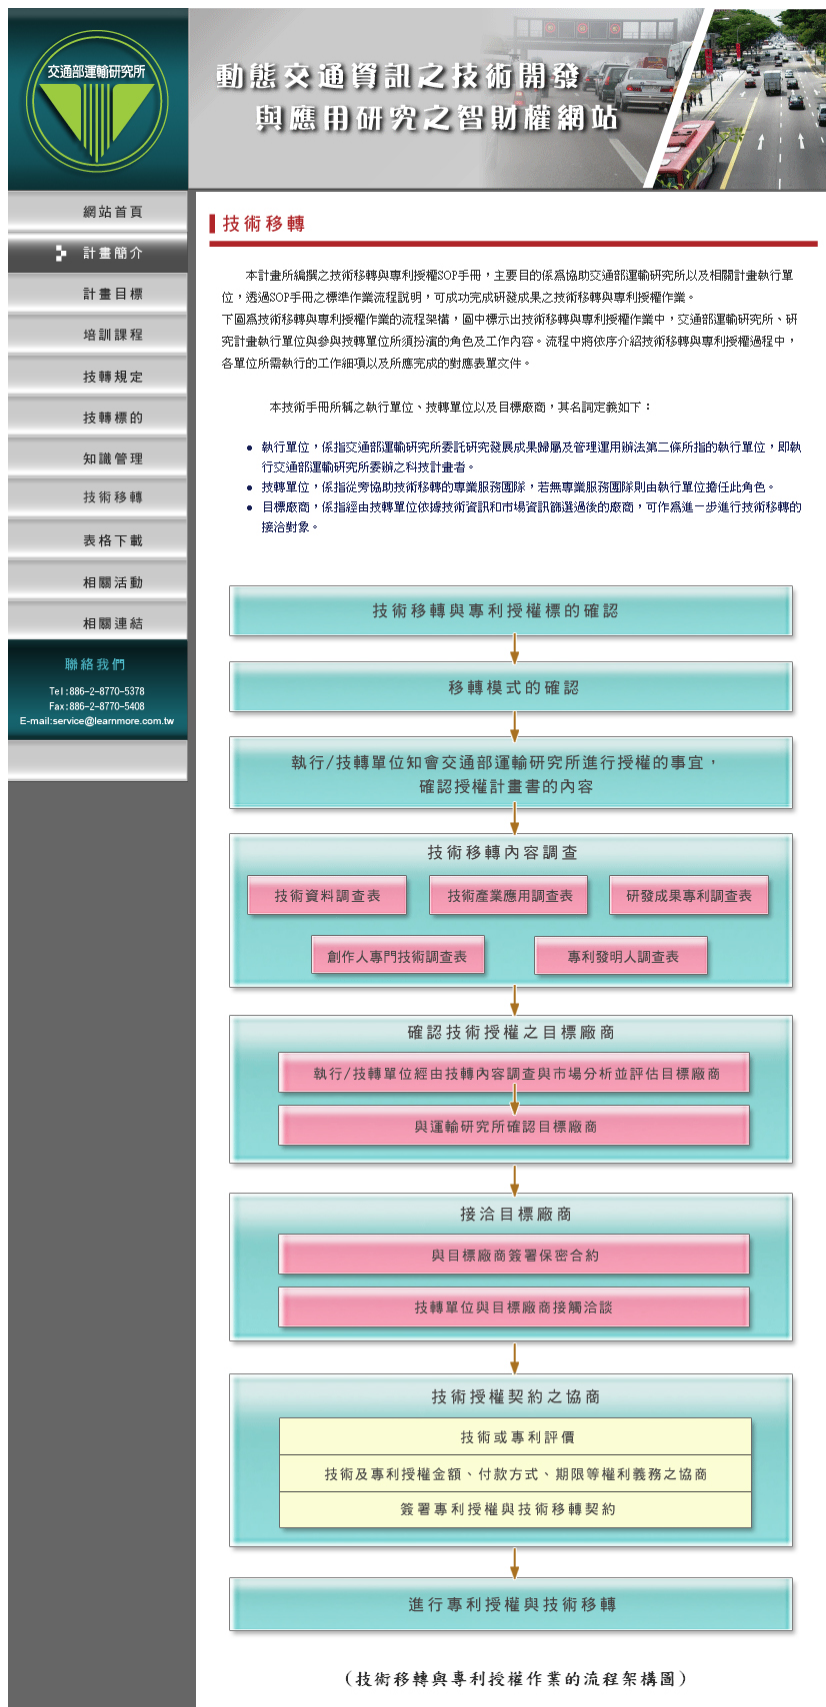 交通部運輸研究所
動態交通資訊之技術開發
與應用研究之智財權網站
網站首頁
計畫簡介
計畫目標
培訓課程
技轉規定
技轉標的
知識管理
技術移轉
表格下載
相關活動
相關連結
聯絡我們
Tel:886-2-8770-5378
Fax:886-2-8770-5408
E-mail:service@learnmore.com.tw
技術移轉
本計畫所編撰之技術移轉與專利授權SOP手冊，主要目的係為協助交通部運輸研究所以及相關計畫執行單
位，透過SOP手冊之標準作業流程說明，可成功完成研發成果之技術移轉與專利授權作業。
下圖為技術移轉與專利授權作業的流程架構，圖中標示出技術移轉與專利授權作業中，交通部運輸研究所、研
究計畫執行單位與參與技轉單位所須扮演的角色及工作內容。流程中將依序介紹技術移轉與專利授權過程中，
各單位所需執行的工作細項以及所應完成的對應表單文件。
本技術手冊所稱之執行單位、技轉單位以及目標廠商，其名詞定義如下：
• 執行單位，係指交通部運輸研究所委託研究發展成果歸屬及管理運用辦法第二條所指的執行單位，即執
行交通部運輸研究所委辦之科技計畫者。
• 技轉單位，係指從旁協助技術移轉的專業服務團隊，若無專業服務團隊則由執行單位擔任此角色。
• 目標廠商，係指經由技轉單位依據技術資訊和市場資訊篩選過後的廠商，可作為進一步進行技術移轉的
接洽對象。
技術移轉與專利授權標的確認
移轉模式的確認
執行/技轉單位知會交通部運輸研究所進行授權的事宜，
確認授權計畫書的內容
技術移轉內容調查
技術資料調查表
技術產業應用調查表
研發成果專利調查表
創作人專門技術調查表
專利發明人調查表
確認技術授權之目標廠商
執行/技轉單位經由技轉內容調查與市場分析並評估目標廠商
與運輸研究所確認目標廠商
接洽目標廠商
與目標廠商簽署保密合約
技轉單位與目標廠商接觸洽談
技術授權契約之協商
技術或專利評價
技術及專利授權金額、付款方式、期限等權利義務之協商
簽署專利授權與技術移轉契約
進行專利授權與技術移轉
(技術移轉與專利授權作業的流程架構圖)